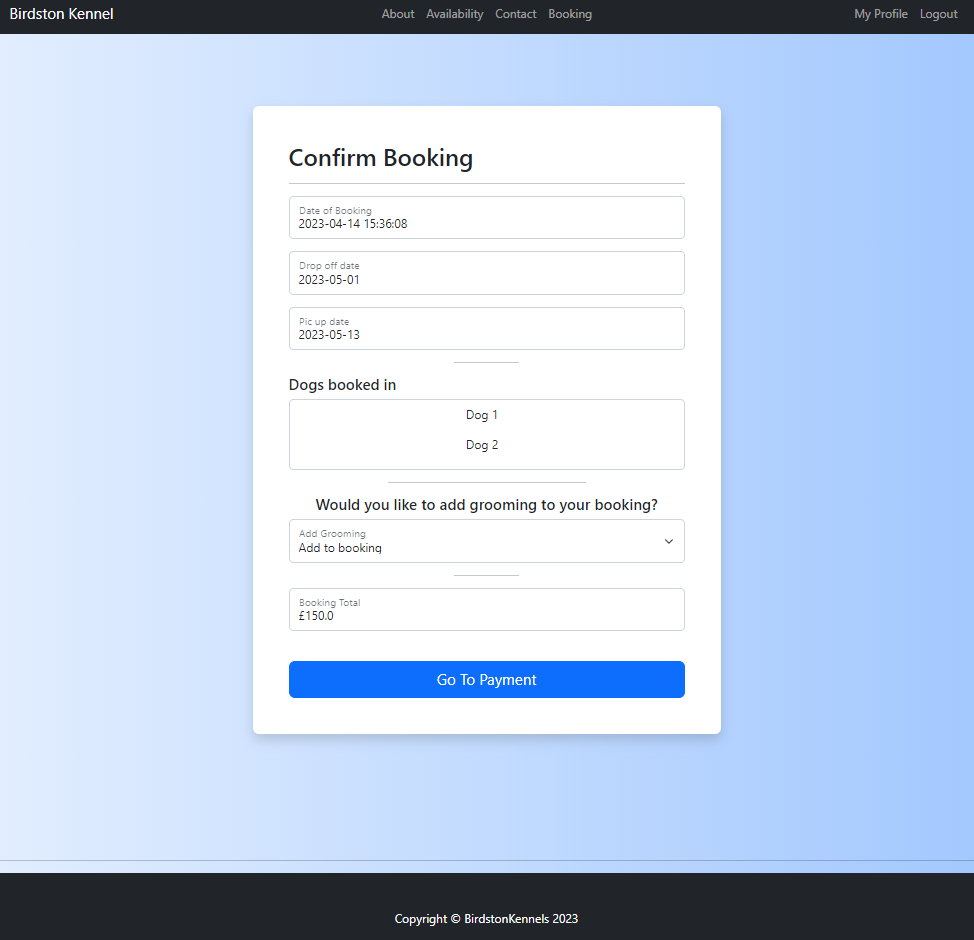 Birdston Kennel
About Availability Contact Booking
My Profile Logout
Confirm Booking
Date of Booking
2023-04-14 15:36:08
Drop off date
2023-05-01
Pic up date
2023-05-13
Dogs booked in
Dog 1
Dog 2
Would you like to add grooming to your booking?
Add Grooming
Add to booking
Booking Total
£150.0
Go To Payment
Copyright © BirdstonKennels 2023